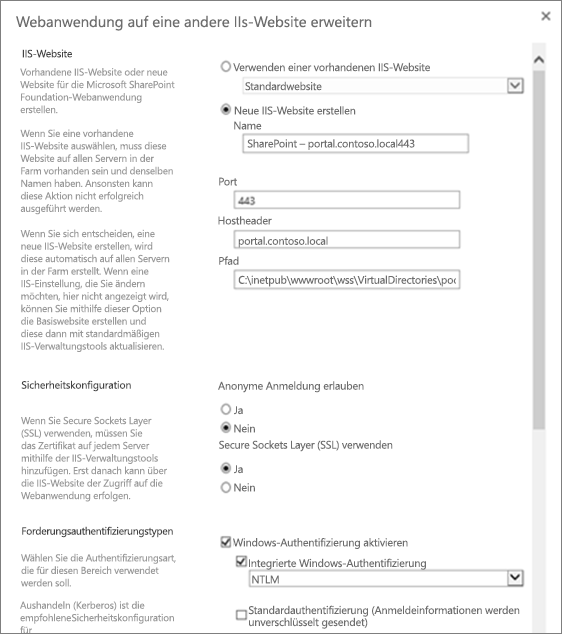 Webanwendung auf eine andere IIs-Website erweitern
IIS-Website
Vorhandene IIS-Website oder neue
Website für die Microsoft SharePoint
Foundation-Webanwendung
erstellen.
Wenn Sie eine vorhandene
IIS-Website auswählen, muss diese
Website auf allen Servern in der
Farm vorhanden sein und denselben
Namen haben. Ansonsten kann
diese Aktion nicht erfolgreich
ausgeführt werden.
Wenn Sie sich entscheiden, eine
neue IIS-Website erstellen, wird
diese automatisch auf allen Servern
in der Farm erstellt. Wenn eine
IIS-Einstellung, die Sie ändern
möchten, hier nicht angezeigt wird,
können Sie mithilfe dieser Option
die Basiswebsite erstellen und
diese dann mit standardmäßigen
IIS-Verwaltungstools aktualisieren.
Verwenden einer vorhandenen IIS-Website
Standardwebsite
Neue IIS-Website erstellen
Name
SharePoint – portal.contoso.local443
Port
443
Hostheader
portal.contoso.local
Pfad
C:\inetpub\wwwroot\wss\VirtualDirectories\poc
Sicherheitskonfiguration
Wenn Sie Secure Sockets Layer
(SSL) verwenden, müssen Sie
das Zertifikat auf jedem Server
mithilfe der IIS-Verwaltungstools
hinzufügen. Erst danach kann über
die IIS-Website der Zugriff auf die
Webanwendung erfolgen.
Anonyme Anmeldung erlauben
Ja
Nein
Secure Sockets Layer (SSL) verwenden
Ja
Nein
Forderungsauthentifizierungstypen
Wählen Sie die Authentifizierungsart,
die für diesen Bereich verwendet
werden soll.
Aushandeln (Kerberos) ist die
empfohleneSicherheitskonfiguration
für
Windows-Authentifizierung aktivieren
Integrierte Windows-Authentifizierung
NTLM
Standardauthentifizierung (Anmeldeinformationen werden
unverschlüsselt gesendet)